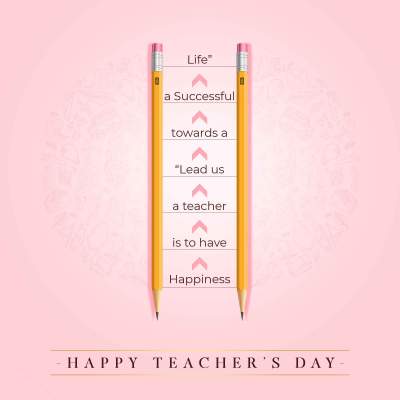 Happiness
is to have
a teacher
“Lead us
towards a
a Successful
Life”
- HAPPY TEACHER’S DAY -